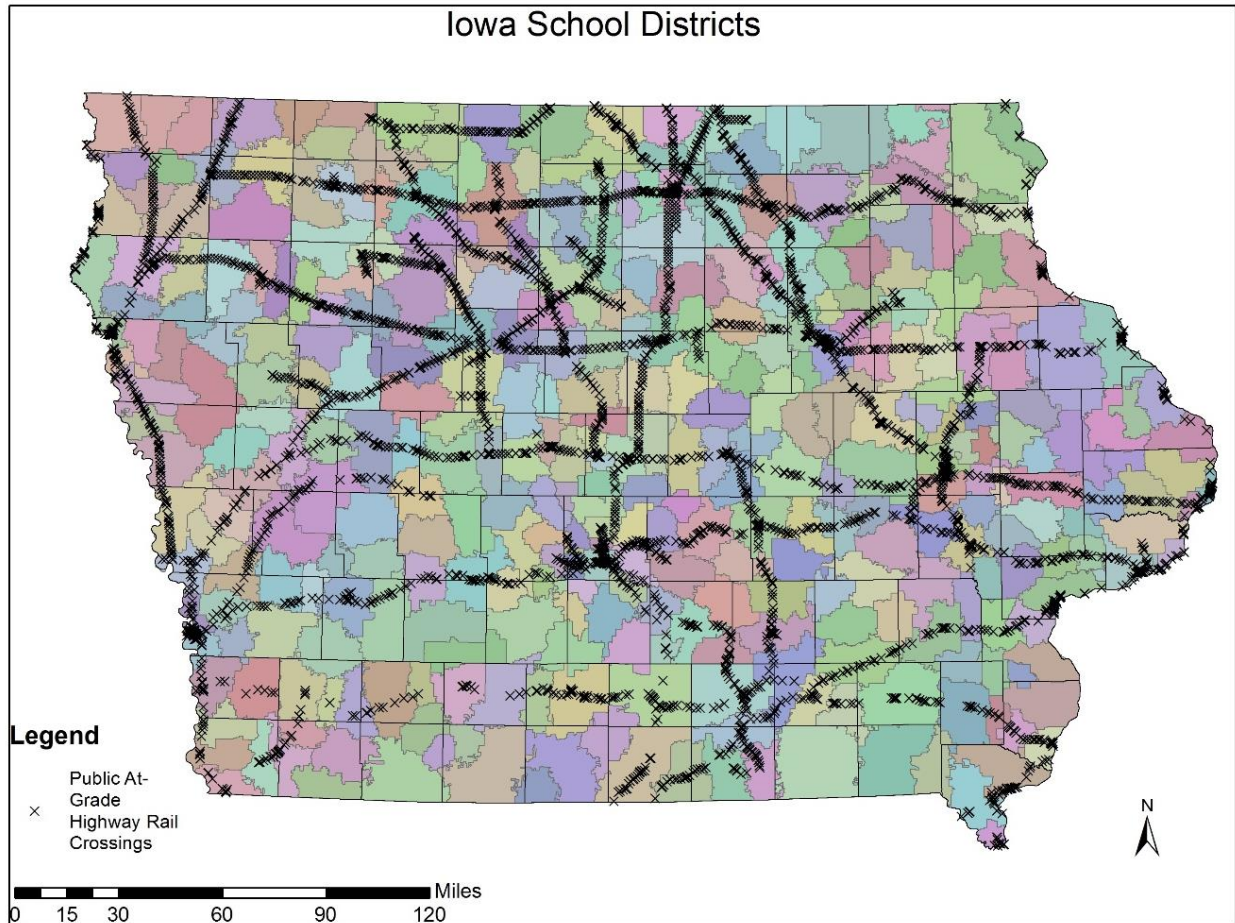 Iowa School Districts
Legend
Public At-
Grade
Highway Rail
Crossings
N
Miles
0 15 30 60 90 120